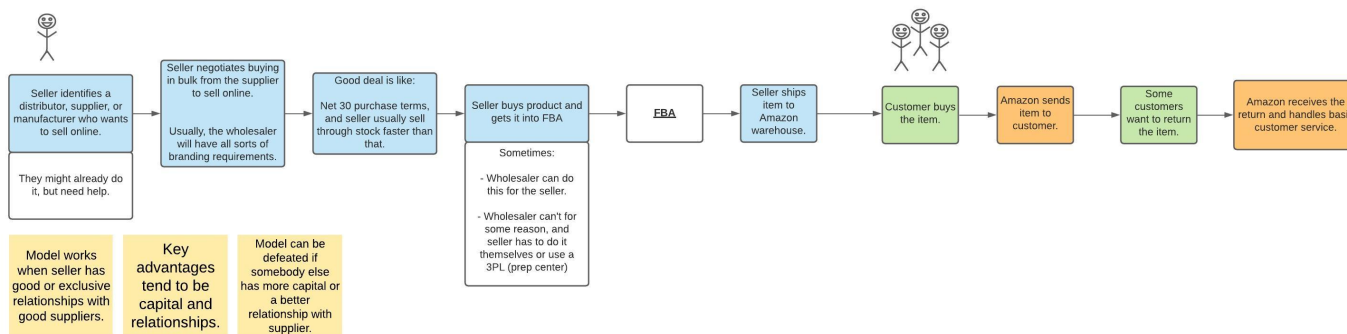 Seller identifies a
distributor, supplier, or
manufacturer who wants
to sell online.
They might already do
it, but need help.
Seller negotiates buying
in bulk from the supplier
to sell online.
Usually, the wholesaler
will have all sorts of
branding requirements.
Good deal is like:
Net 30 purchase terms,
and seller usually sell
through stock faster than
that.
Seller buys product and
gets it into FBA
Sometimes:
- Wholesaler can do
this for the seller.
- Wholesaler can't for
some reason, and
seller has to do it
themselves or use a
3PL (prep center)
FBA
Seller ships
item to
Amazon
warehouse.
Customer buys
the item.
Amazon sends
item to
customer.
Some
customers
want to return
the item.
Amazon receives the
return and handles basic
customer service.
Model works
when seller has
good or exclusive
relationships with
good suppliers.
Key
advantages
tend to be
capital and
relationships.
Model can be
defeated if
somebody else
has more capital or
a better
relationship with
supplier.